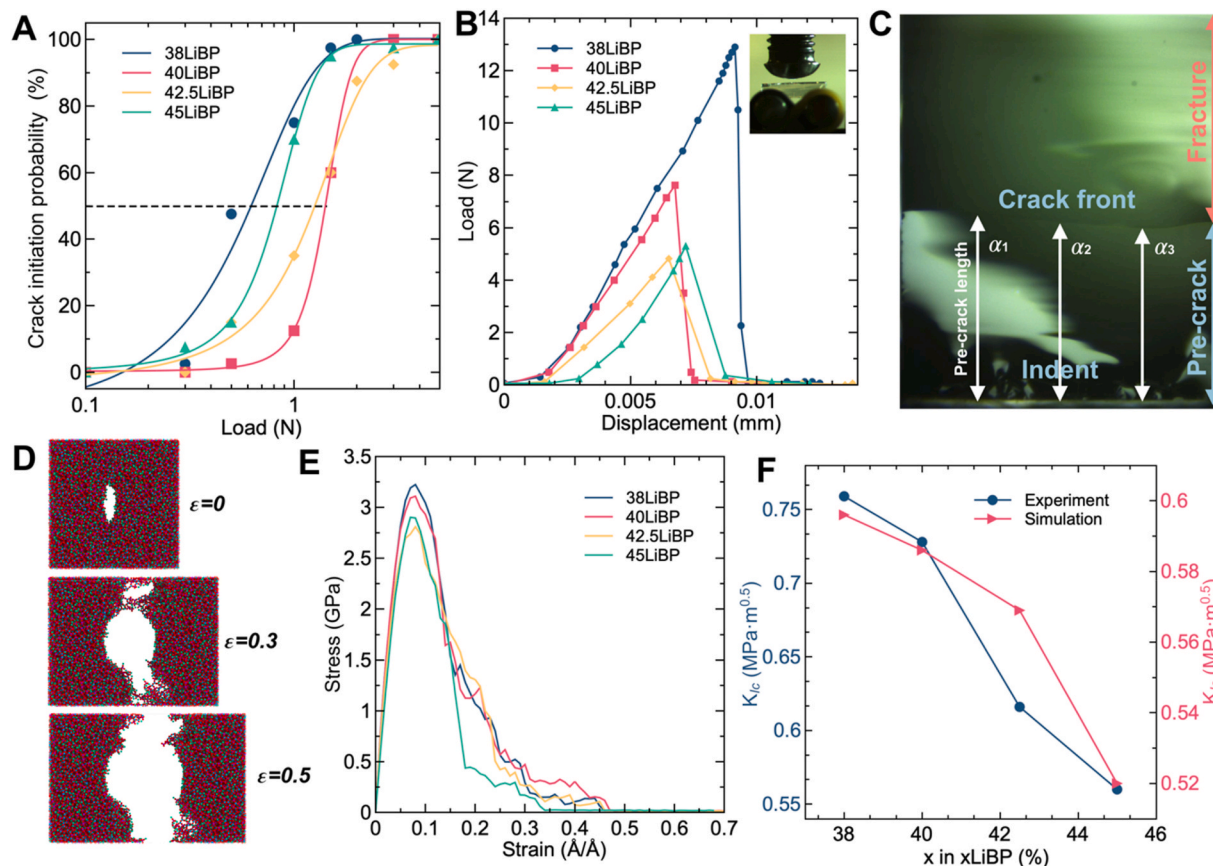 A
Crack initiation probability (%)
100
80
60
40
20
0
38LiBP
40LiBP
42.5LiBP
45LiBP
0.1
1
Load (N)
B
Load (N)
14
12
10
8
6
4
2
0
38LiBP
40LiBP
42.5LiBP
45LiBP
0.005
0.01
Displacement (mm)
C
Fracture
Crack front
Pre-crack length
α1
α2
α3
Indent
Pre-crack
D
ε=0
ε=0.3
ε=0.5
E
Stress (GPa)
3.5
3
2.5
2
1.5
1
0.5
0
38LiBP
40LiBP
42.5LiBP
45LiBP
0
0.1
0.2
0.3
0.4
0.5
0.6
0.7
Strain (Å/Å)
F
KIc (MPa·m0.5)
0.75
0.7
0.65
0.6
0.55
Experiment
Simulation
0.6
0.58
0.56
0.54
0.52
(MPa·m0.5)
38
40
42
44
46
x in xLiBP (%)